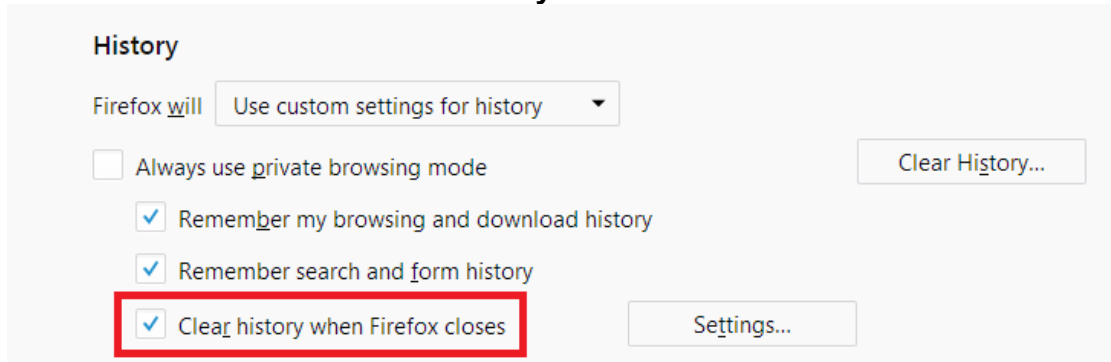 History
Firefox will Use custom settings for history
Always use private browsing mode
Clear History...
Remember my browsing and download history
Remember search and form history
Clear history when Firefox closes
Settings...